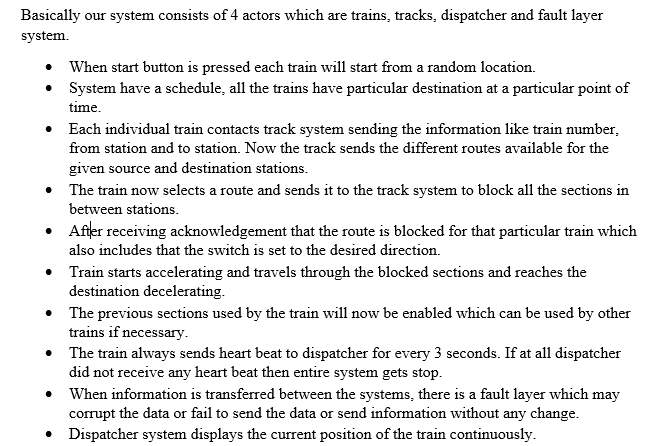 Basically our system consists of 4 actors which are trains, tracks, dispatcher and fault layer
system.
• When start button is pressed each train will start from a random location.
• System have a schedule, all the trains have particular destination at a particular point of
time.
• Each individual train contacts track system sending the information like train number,
from station and to station. Now the track sends the different routes available for the
given source and destination stations.
• The train now selects a route and sends it to the track system to block all the sections in
between stations.
• After receiving acknowledgement that the route is blocked for that particular train which
also includes that the switch is set to the desired direction.
• Train starts accelerating and travels through the blocked sections and reaches the
destination decelerating.
• The previous sections used by the train will now be enabled which can be used by other
trains if necessary.
• The train always sends heart beat to dispatcher for every 3 seconds. If at all dispatcher
did not receive any heart beat then entire system gets stop.
• When information is transferred between the systems, there is a fault layer which may
corrupt the data or fail to send the data or send information without any change.
• Dispatcher system displays the current position of the train continuously.